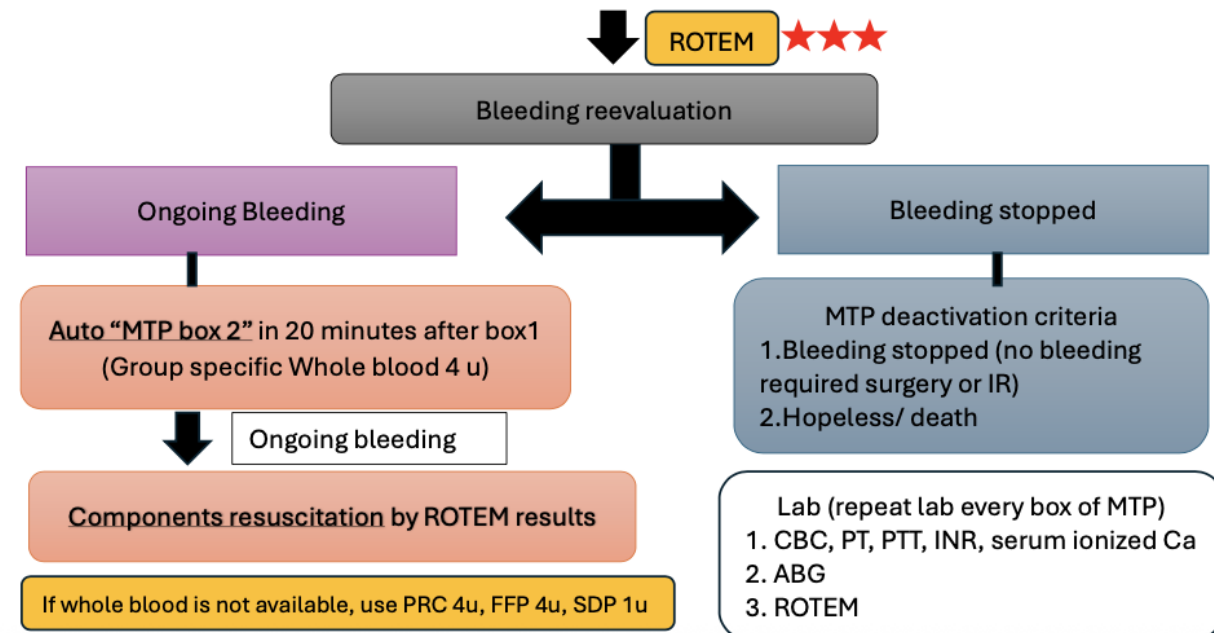 ROTEM
Bleeding reevaluation
Ongoing Bleeding
Auto “MTP box 2” in 20 minutes after box1
(Group specific Whole blood 4 u)
Ongoing bleeding
Components resuscitation by ROTEM results
If whole blood is not available, use PRC 4u, FFP 4u, SDP 1u
Bleeding stopped
MTP deactivation criteria
1.Bleeding stopped (no bleeding
required surgery or IR)
2.Hopeless/ death
Lab (repeat lab every box of MTP)
1. CBC, PT, PTT, INR, serum ionized Ca
2. ABG
3. ROTEM